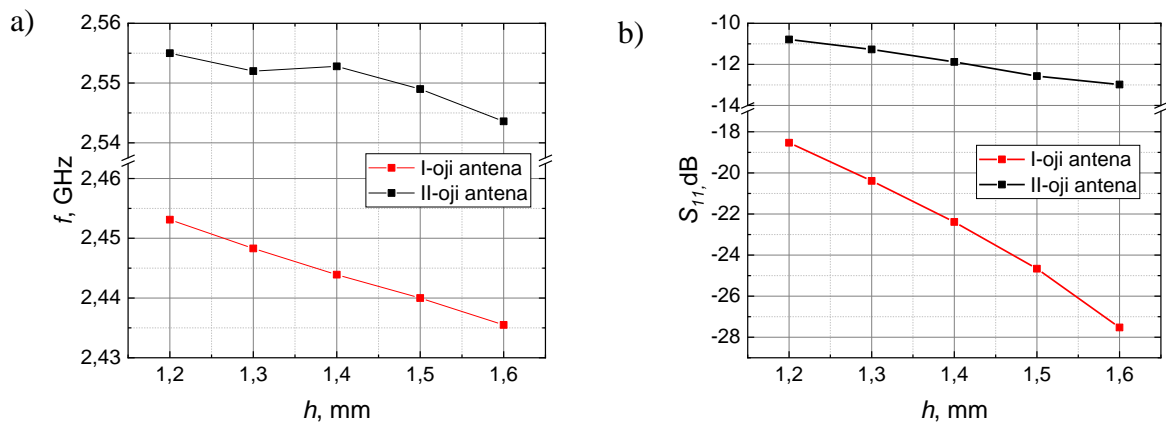 a)
2,56
2,55
2,54
2,46
2,45
2,44
2,43
f, GHz
I-oji antena
II-oji antena
1,2 1,3 1,4 1,5 1,6
h, mm
b)
-10
-12
-14
-18
-20
-22
-24
-26
-28
S11,dB
I-oji antena
II-oji antena
1,2 1,3 1,4 1,5 1,6
h, mm